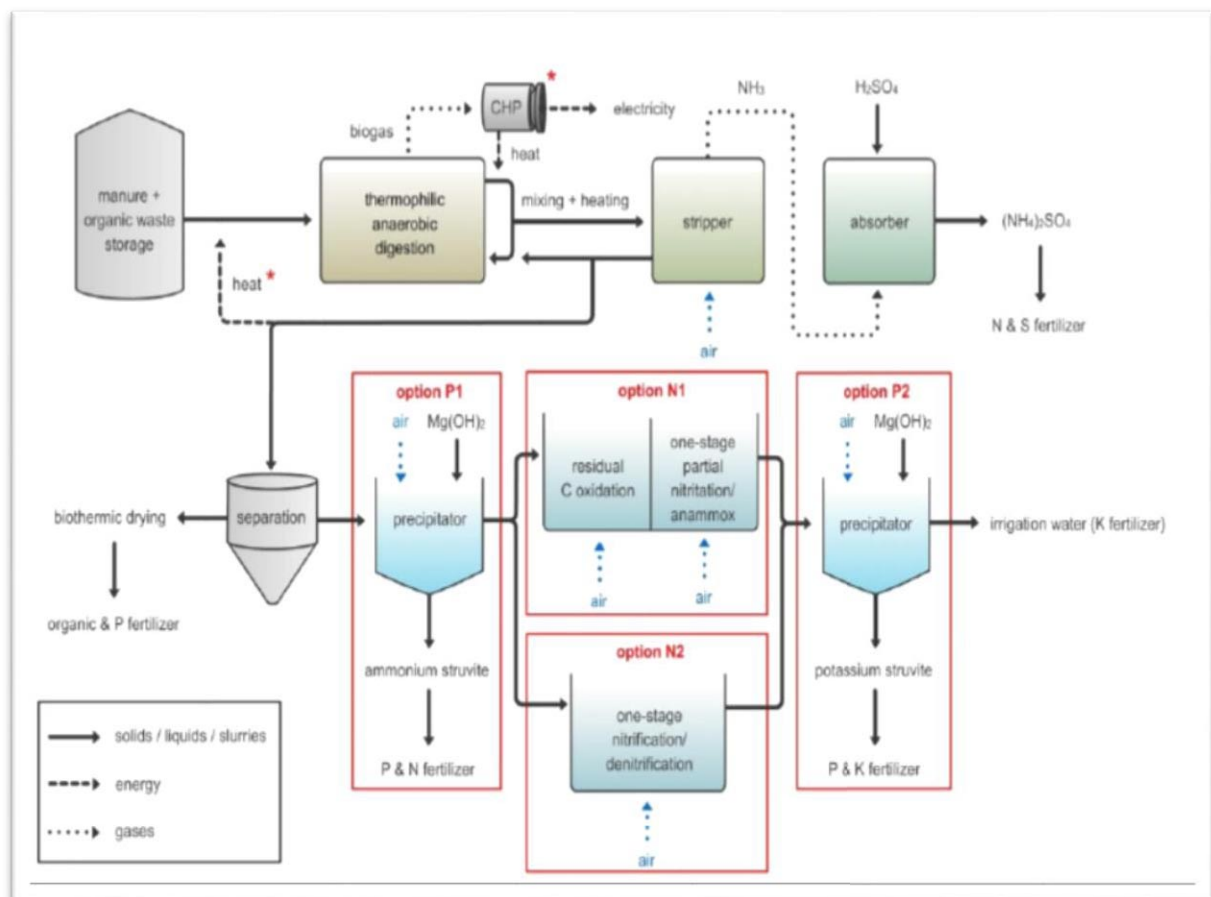 NH₃
H₂SO₄
CHP
*
electricity
biogas
heat
manure +
organic waste
storage
thermophilic
anaerobic
digestion
mixing + heating
stripper
absorber
(NH₄)₂SO₄
heat *
air
N & S fertilizer
option P1
air
Mg(OH)₂
precipitator
ammonium struvite
P & N fertilizer
option N1
residual
C oxidation
one-stage
partial
nitritation/
anammox
air
air
option P2
air
Mg(OH)₂
precipitator
irrigation water (K fertilizer)
potassium struvite
P & K fertilizer
biothermic drying
separation
organic & P fertilizer
option N2
one-stage
nitrification/
denitrification
air
solids / liquids / slurries
energy
gases